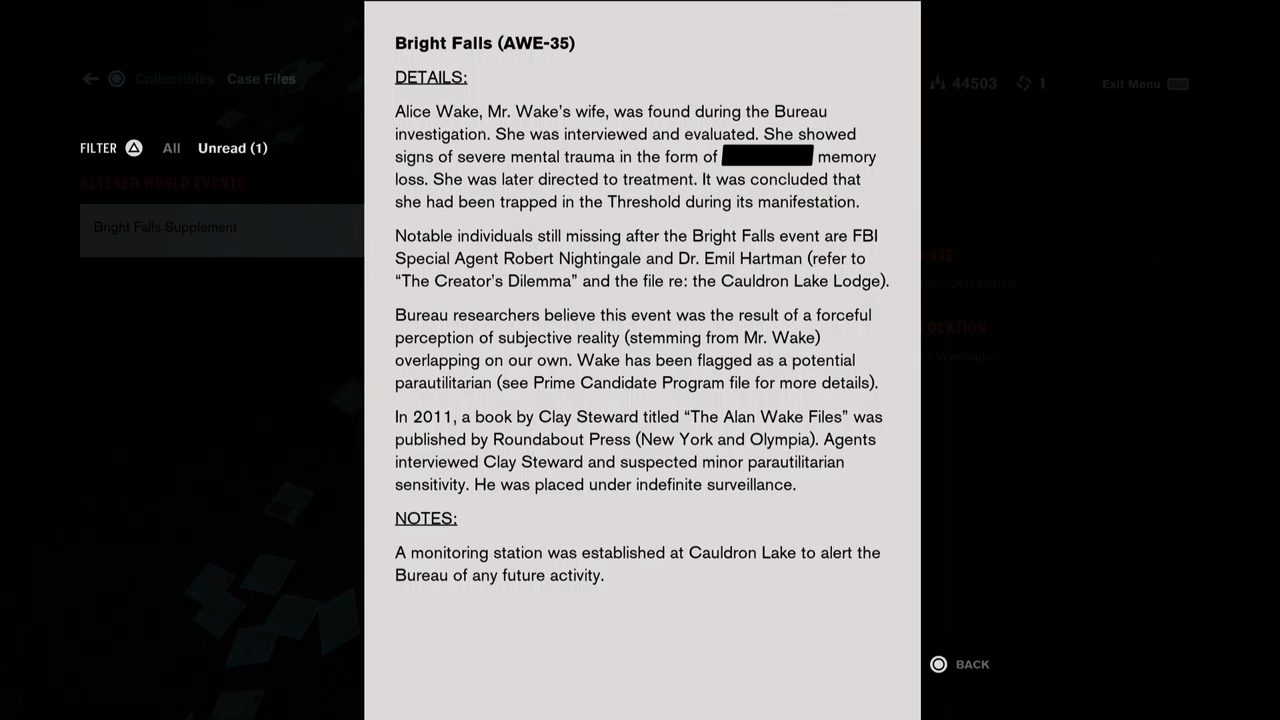 Bright Falls (AWE-35)
DETAILS:
Alice Wake, Mr. Wake's wife, was found during the Bureau
investigation. She was interviewed and evaluated. She showed
signs of severe mental trauma in the form of memory
loss. She was later directed to treatment. It was concluded that
she had been trapped in the Threshold during its manifestation.
Notable individuals still missing after the Bright Falls event are FBI
Special Agent Robert Nightingale and Dr. Emil Hartman (refer to
“The Creator's Dilemma” and the file re: the Cauldron Lake Lodge).
Bureau researchers believe this event was the result of a forceful
perception of subjective reality (stemming from Mr. Wake)
overlapping on our own. Wake has been flagged as a potential
parautilitarian (see Prime Candidate Program file for more details).
In 2011, a book by Clay Steward titled “The Alan Wake Files” was
published by Roundabout Press (New York and Olympia). Agents
interviewed Clay Steward and suspected minor parautilitarian
sensitivity. He was placed under indefinite surveillance.
NOTES:
A monitoring station was established at Cauldron Lake to alert the
Bureau of any future activity.
Collectibles Case Files
FILTER All Unread (1)
ALTERED WORLD EVENTS
Bright Falls Supplement
44503 1 Exit Menu
Washington
BACK